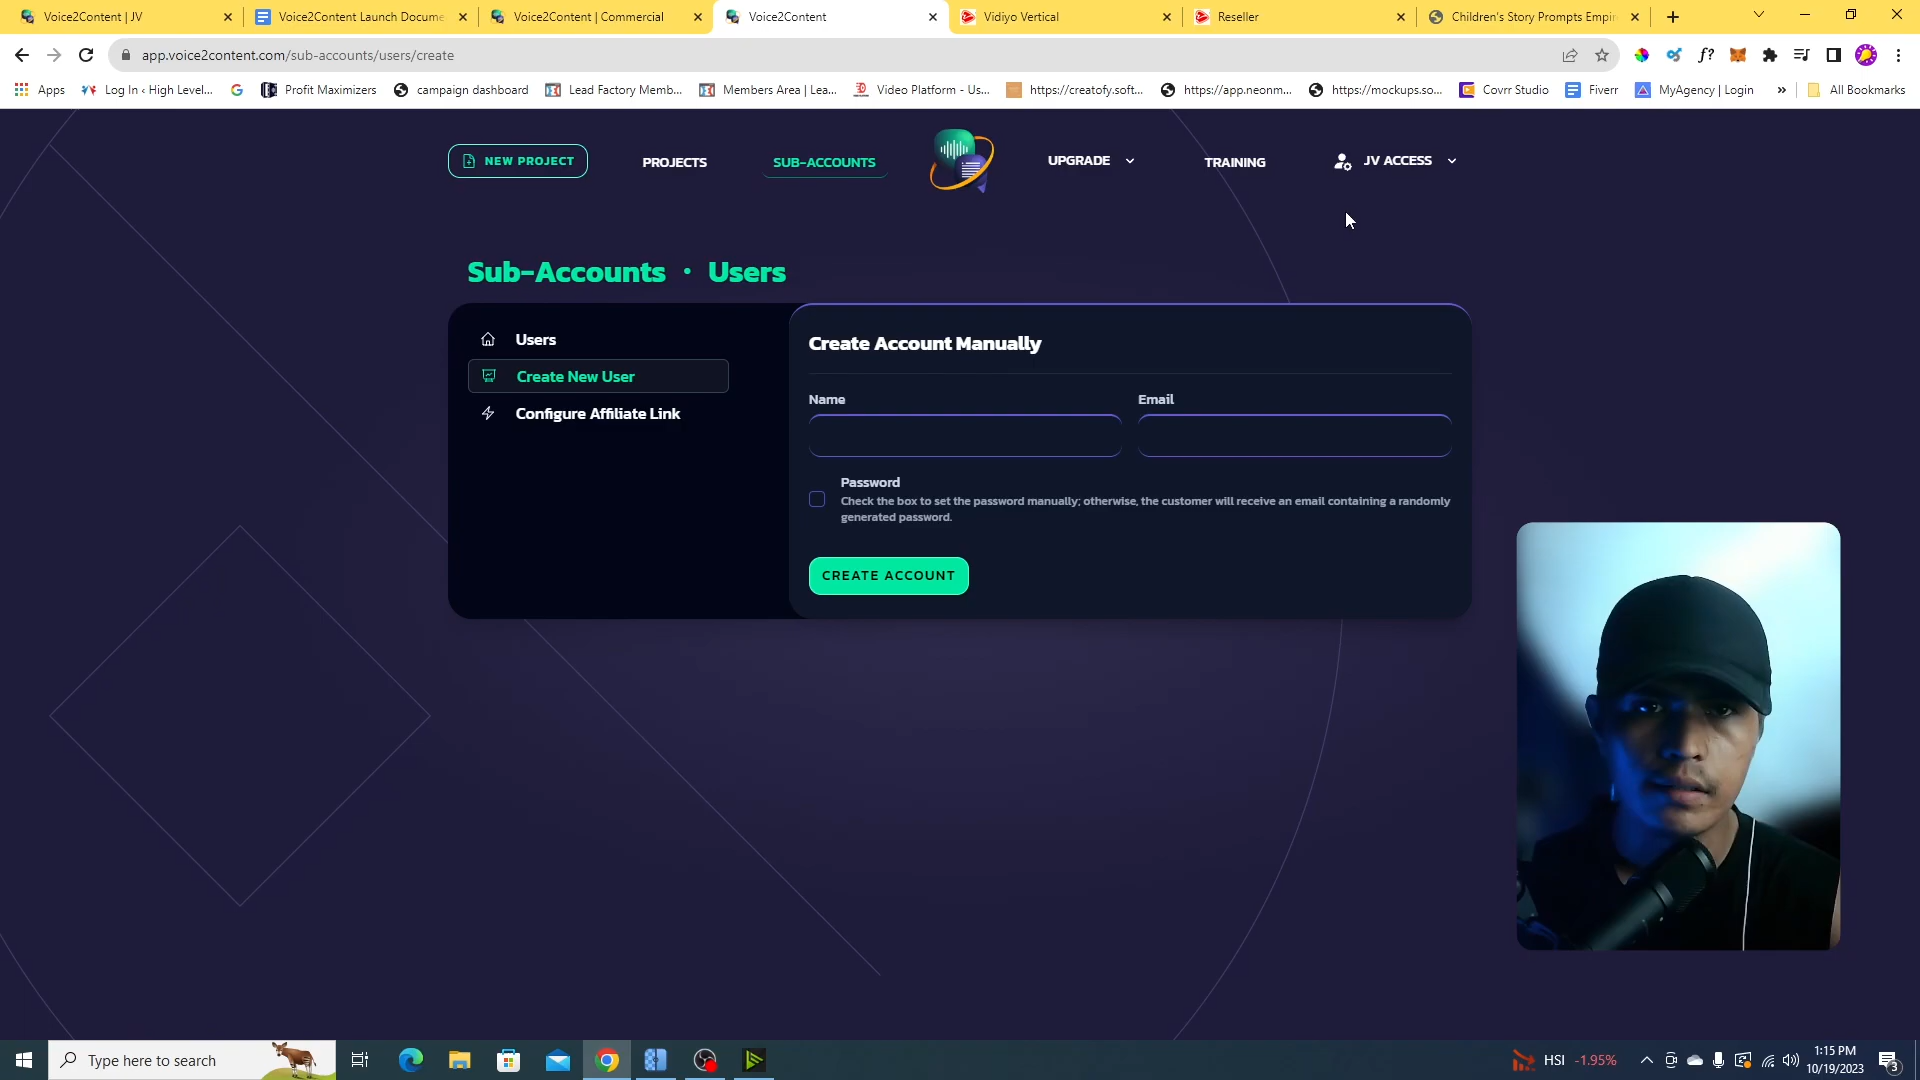 Voice2Content | JV
Voice2Content Launch Docume
Voice2Content | Commercial
Voice2Content
Vidiyo Vertical
Reseller
Children's Story Prompts Empi
app.voice2content.com/sub-accounts/users/create
f?
Apps
Log In ‹ High Level...
Profit Maximizers
campaign dashboard
Lead Factory Memb...
Members Area | Lea...
Video Platform - Us...
https://creatofy.soft...
https://app.neonm...
https://mockups.so...
Covrr Studio
Fiverr
MyAgency | Login
»
All Bookmarks
NEW PROJECT
PROJECTS
SUB-ACCOUNTS
UPGRADE
TRAINING
JV ACCESS
Sub-Accounts • Users
Users
Create New User
Configure Affiliate Link
Create Account Manually
Name
Email
Password
Check the box to set the password manually; otherwise, the customer will receive an email containing a randomly
generated password.
CREATE ACCOUNT
Type here to search
HSI -1.95%
1:15 PM
10/19/2023
3